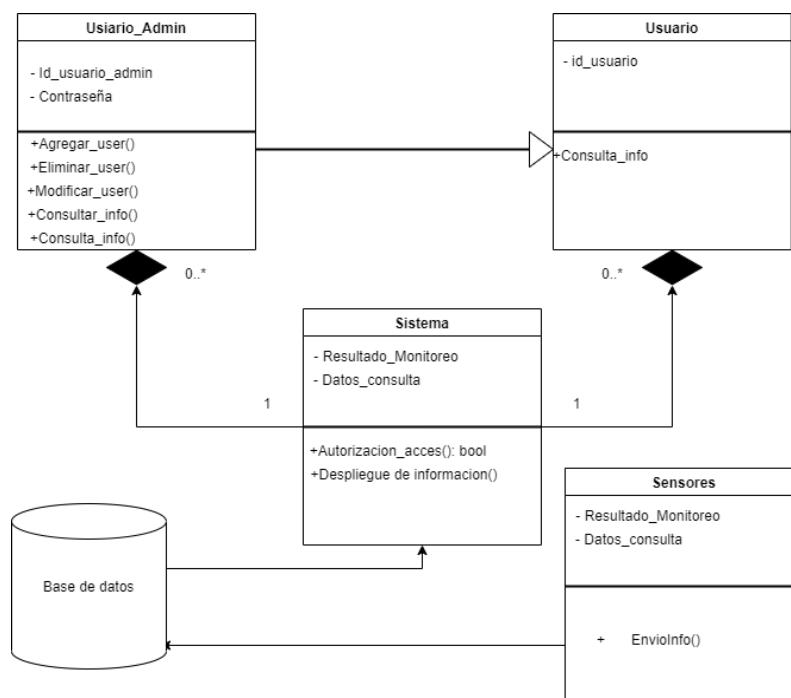 Usiario_Admin
- Id_usuario_admin
- Contraseña
+Agregar_user()
+Eliminar_user()
+Modificar_user()
+Consultar_info()
+Consulta_info()
Usuario
- id_usuario
+Consulta_info
0..*
0..*
Sistema
- Resultado_Monitoreo
- Datos_consulta
+Autorizacion_acces(): bool
+Despliegue de informacion()
1
1
Sensores
- Resultado_Monitoreo
- Datos_consulta
+ EnvioInfo()
Base de datos